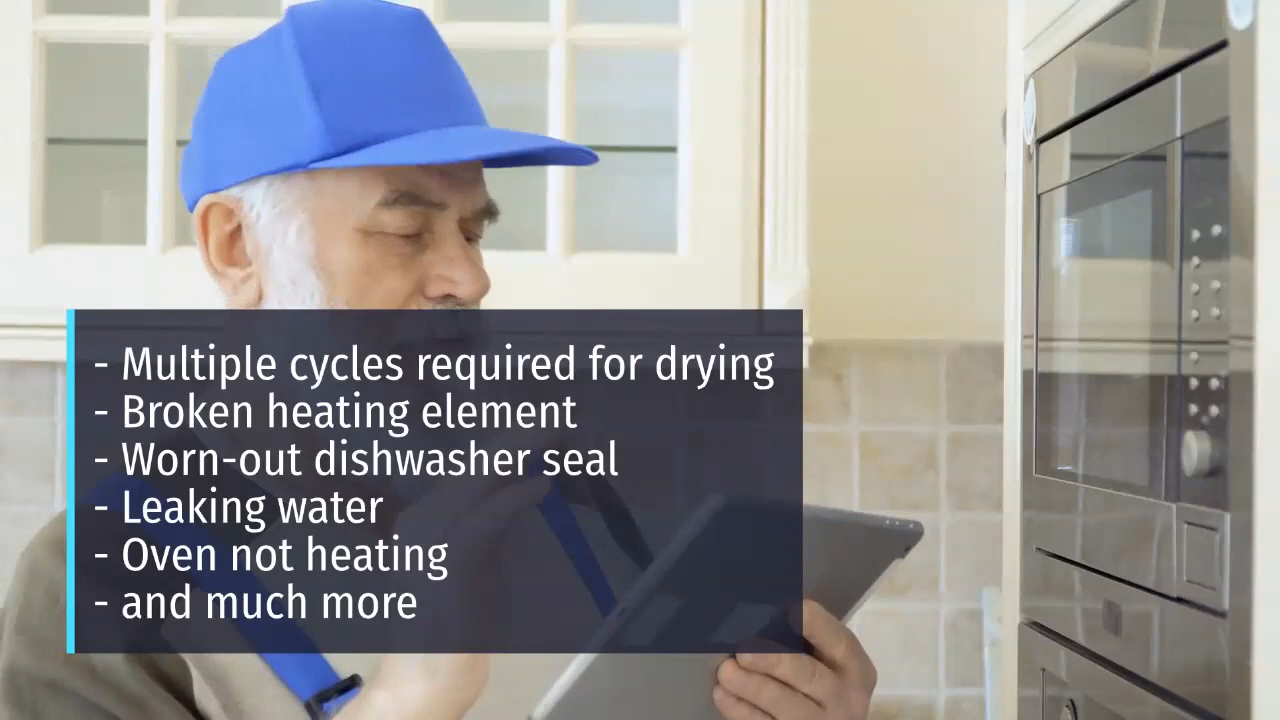 - Multiple cycles required for drying
- Broken heating element
- Worn-out dishwasher seal
- Leaking water
- Oven not heating
- and much more